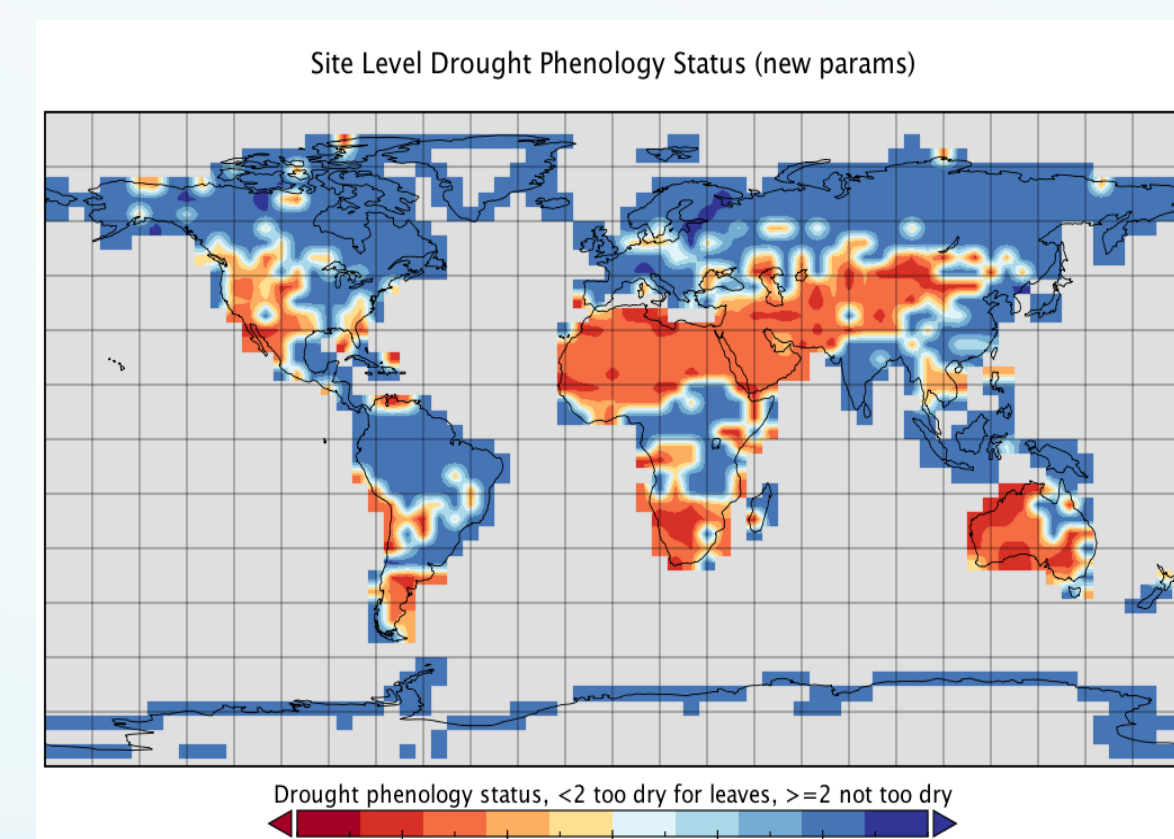 Site Level Drought Phenology Status (new params)
Drought phenology status, <2 too dry for leaves, >=2 not too dry